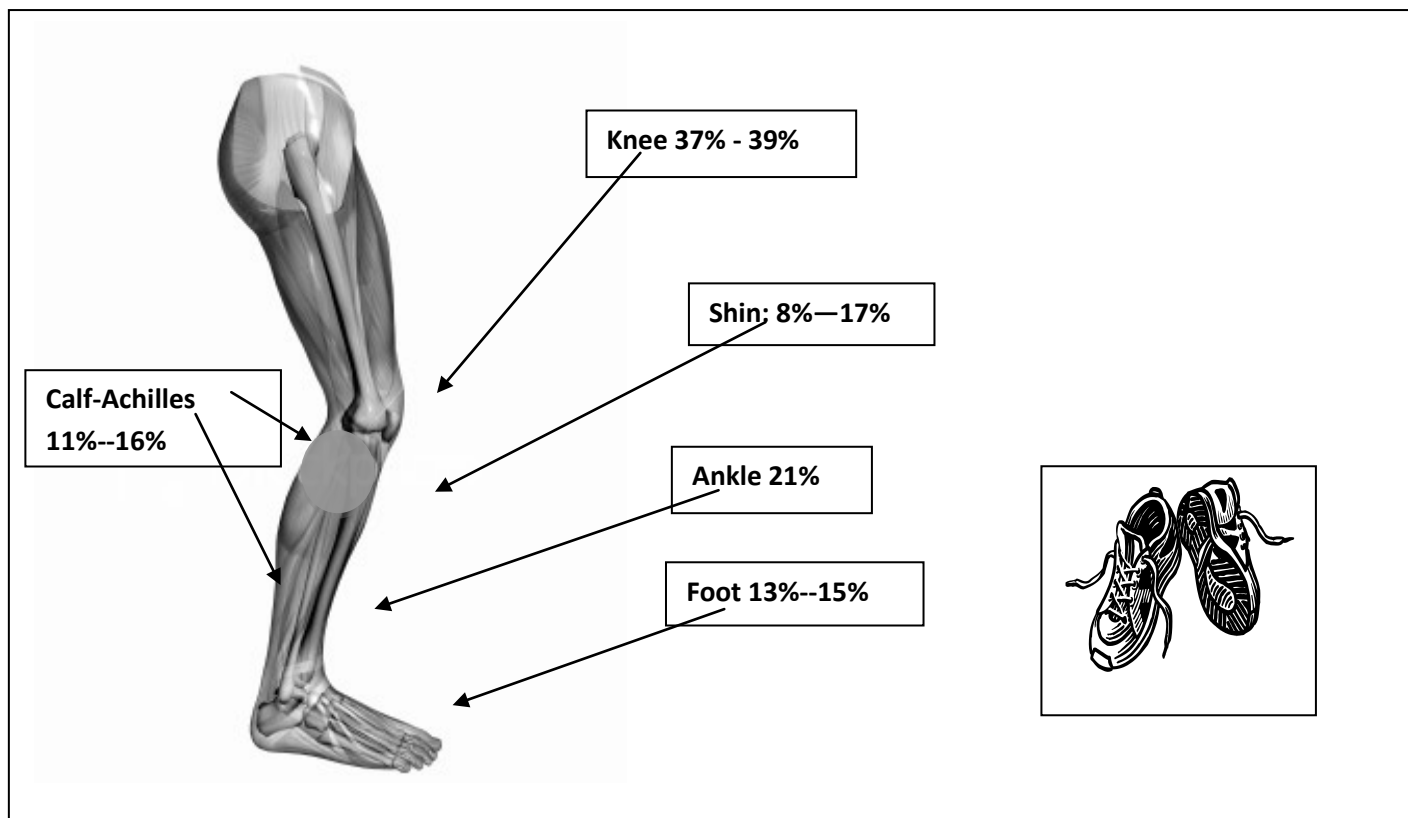 Knee 37% - 39%
Shin; 8%—17%
Calf-Achilles
11%--16%
Ankle 21%
Foot 13%--15%